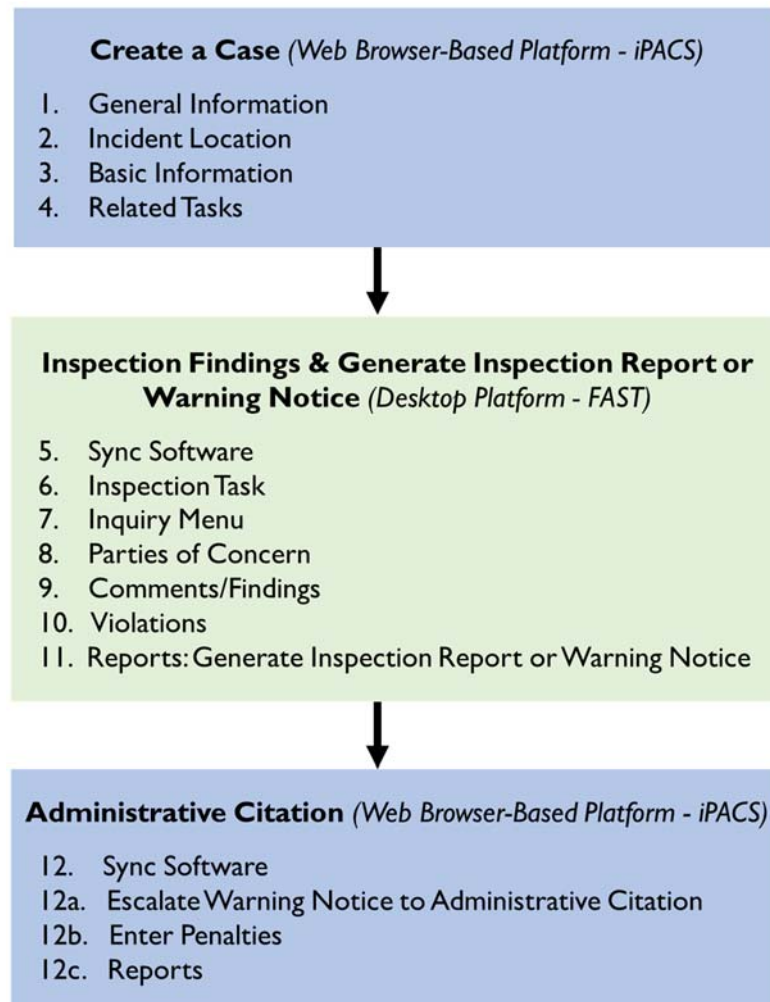 Create a Case (Web Browser-Based Platform - iPACS)
1. General Information
2. Incident Location
3. Basic Information
4. Related Tasks
Inspection Findings & Generate Inspection Report or
Warning Notice (Desktop Platform - FAST)
5. Sync Software
6. Inspection Task
7. Inquiry Menu
8. Parties of Concern
9. Comments/Findings
10. Violations
11. Reports: Generate Inspection Report or Warning Notice
Administrative Citation (Web Browser-Based Platform - iPACS)
12. Sync Software
12a. Escalate Warning Notice to Administrative Citation
12b. Enter Penalties
12c. Reports